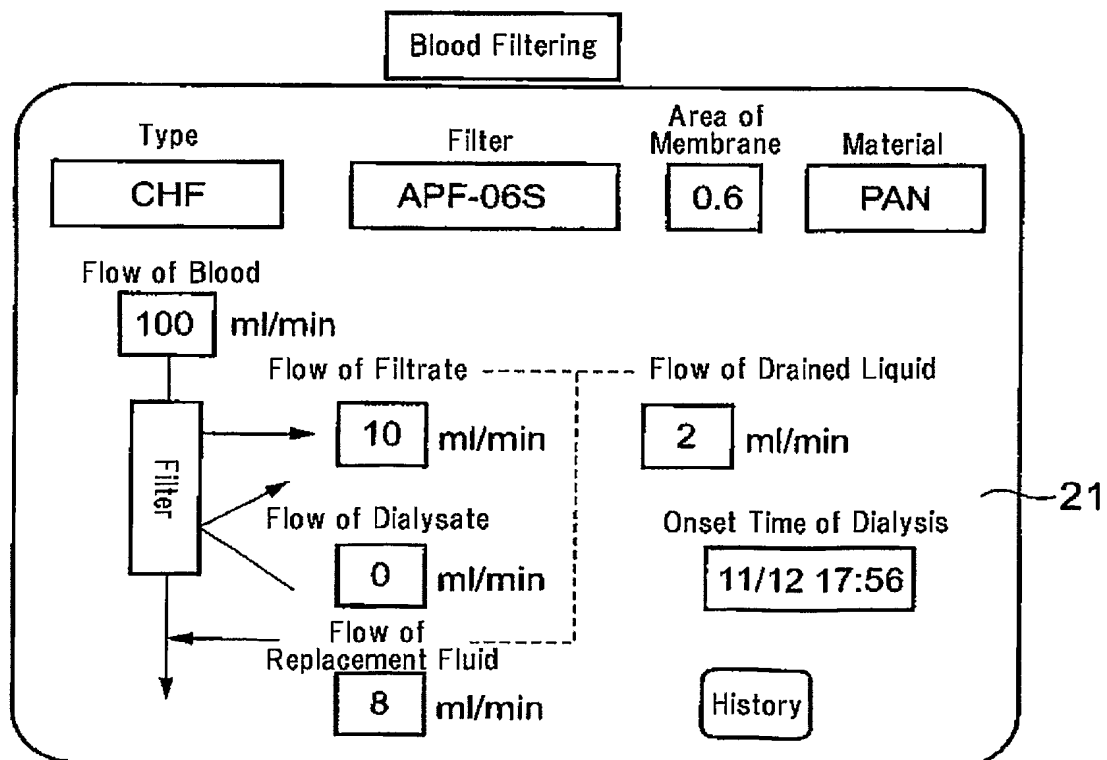 Blood Filtering
Type
CHF
Filter
APF-06S
Area of
Membrane
0.6
Material
PAN
Flow of Blood
100 ml/min
Filter
Flow of Filtrate
10 ml/min
Flow of Drained Liquid
2 ml/min
Flow of Dialysate
0 ml/min
Onset Time of Dialysis
11/12 17:56
Flow of
Replacement Fluid
8 ml/min
History
21